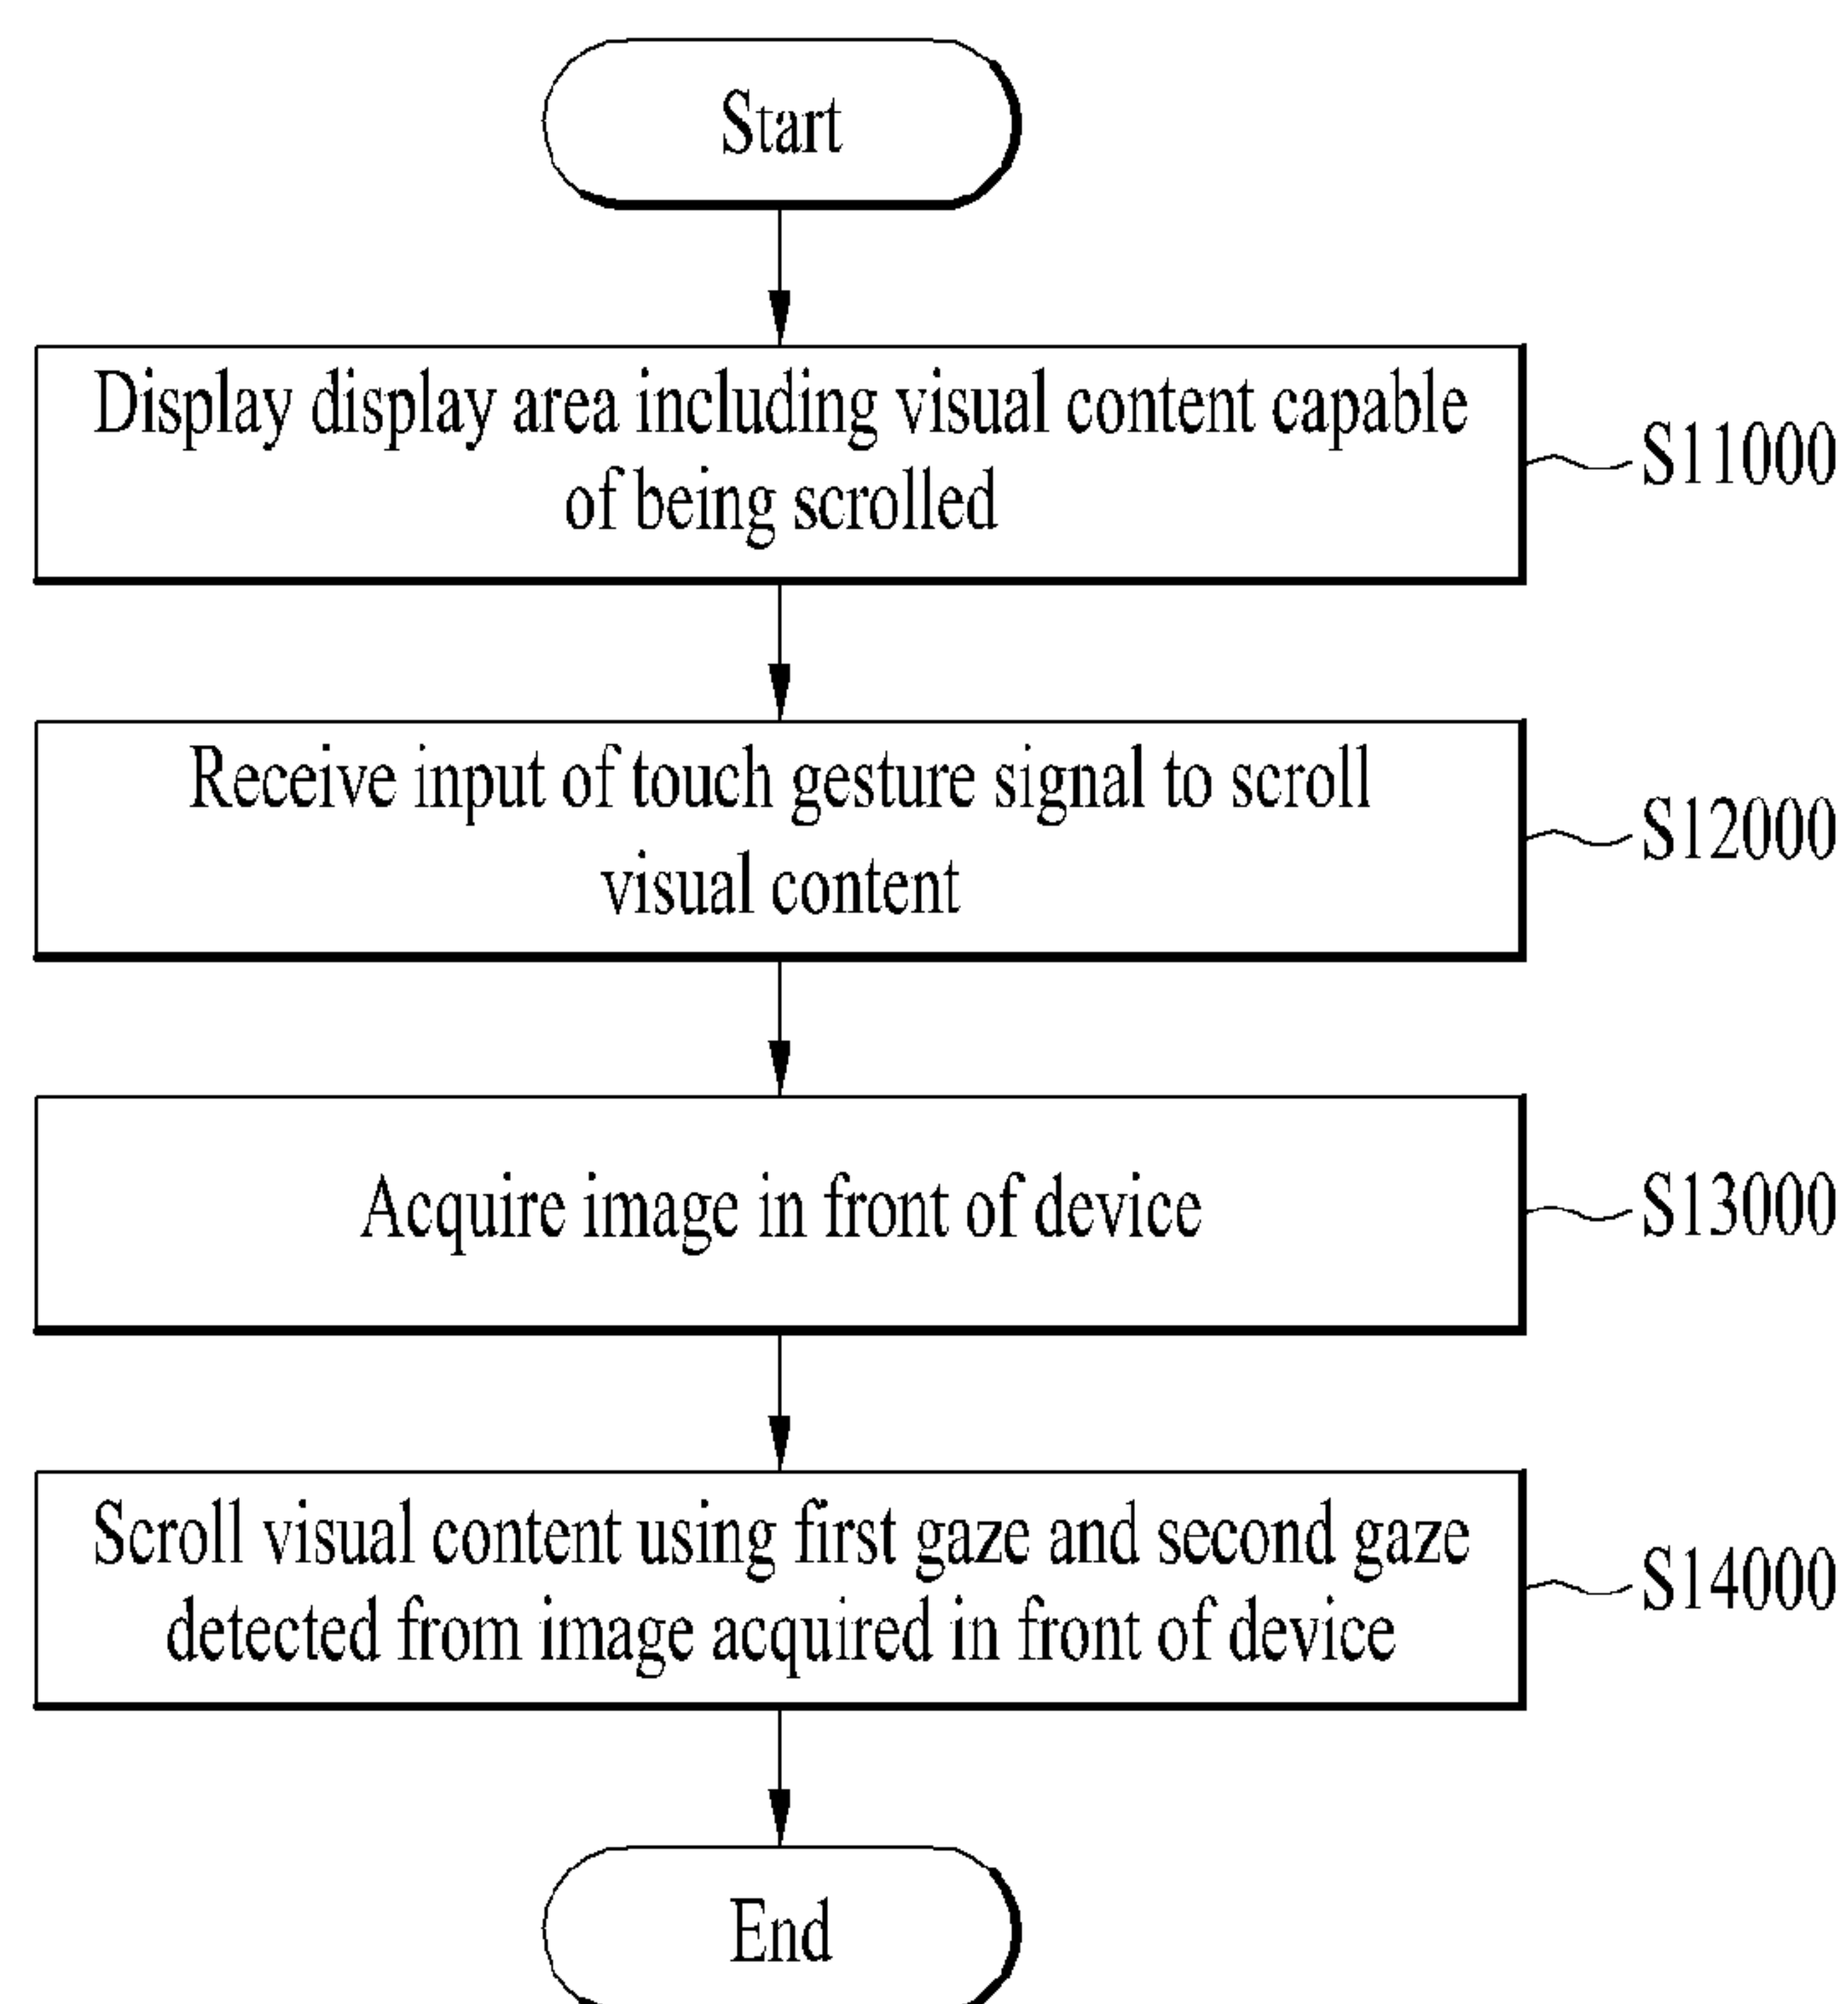 Start
Display display area including visual content capable
of being scrolled
S11000
Receive input of touch gesture signal to scroll
visual content
S12000
Acquire image in front of device
S13000
Scroll visual content using first gaze and second gaze
detected from image acquired in front of device
S14000
End